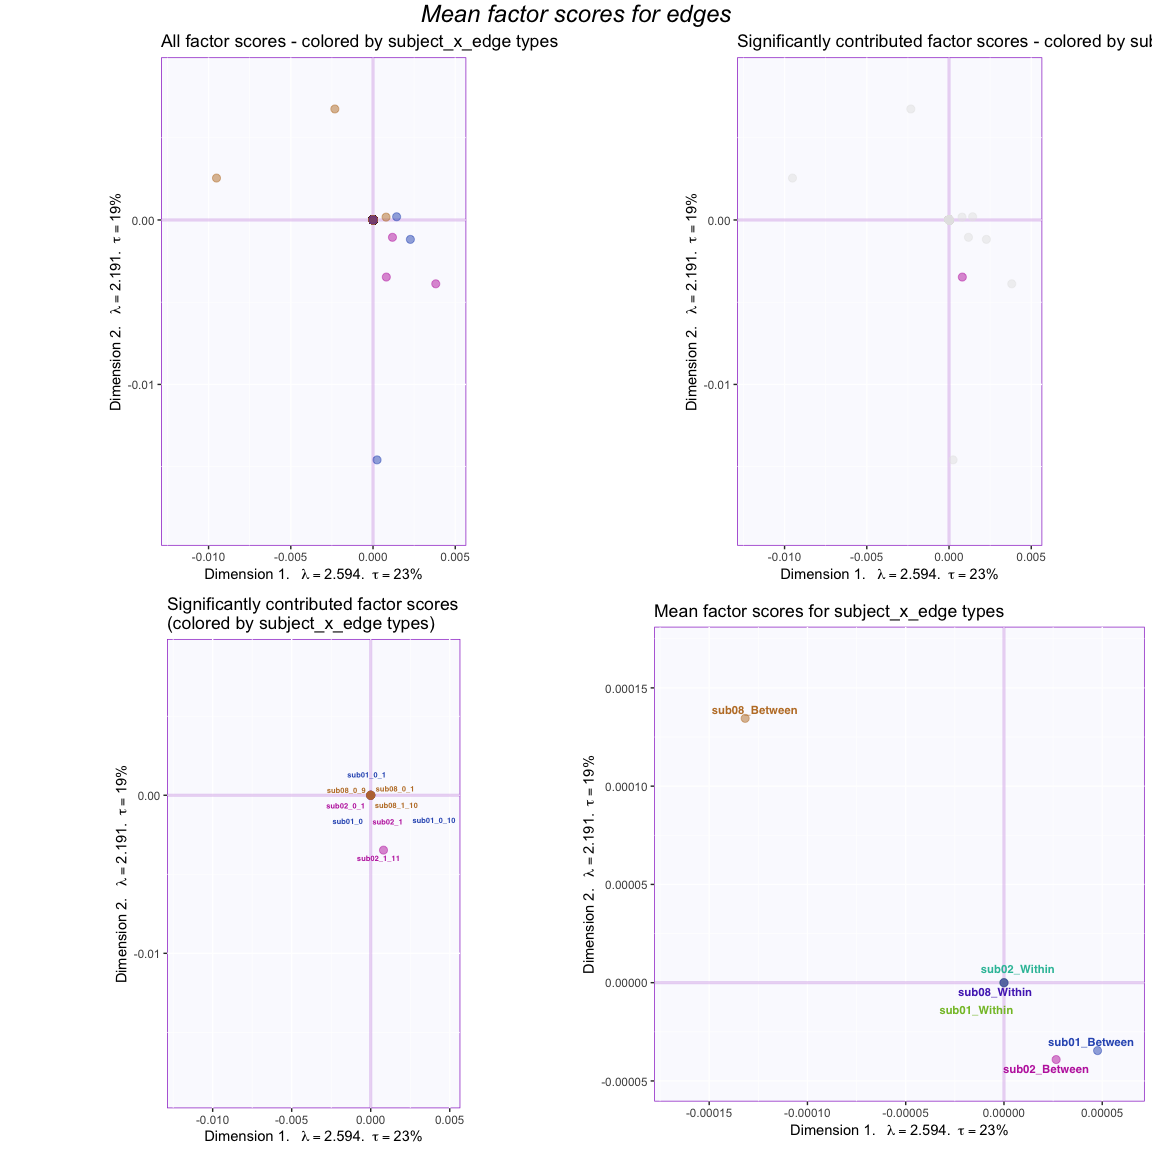 Mean factor scores for edges
All factor scores - colored by subject_x_edge types
Dimension 2.   λ = 2.191.  τ = 19%
0.00
-0.01
-0.010
-0.005
0.000
0.005
Dimension 1.   λ = 2.594.  τ = 23%
Significantly contributed factor scores - colored by sub
Dimension 2.   λ = 2.191.  τ = 19%
0.00
-0.01
-0.010
-0.005
0.000
0.005
Dimension 1.   λ = 2.594.  τ = 23%
Significantly contributed factor scores
(colored by subject_x_edge types)
Dimension 2.   λ = 2.191.  τ = 19%
0.00
-0.01
sub01_0_1
sub08_0_9
sub08_0_1
sub02_0_1
sub08_1_10
sub01_0
sub02_1
sub01_0_10
sub02_1_11
-0.010
-0.005
0.000
0.005
Dimension 1.   λ = 2.594.  τ = 23%
Mean factor scores for subject_x_edge types
Dimension 2.   λ = 2.191.  τ = 19%
0.00015
0.00010
0.00005
0.00000
-0.00005
sub08_Between
sub02_Within
sub08_Within
sub01_Within
sub01_Between
sub02_Between
-0.00015
-0.00010
-0.00005
0.00000
0.00005
Dimension 1.   λ = 2.594.  τ = 23%